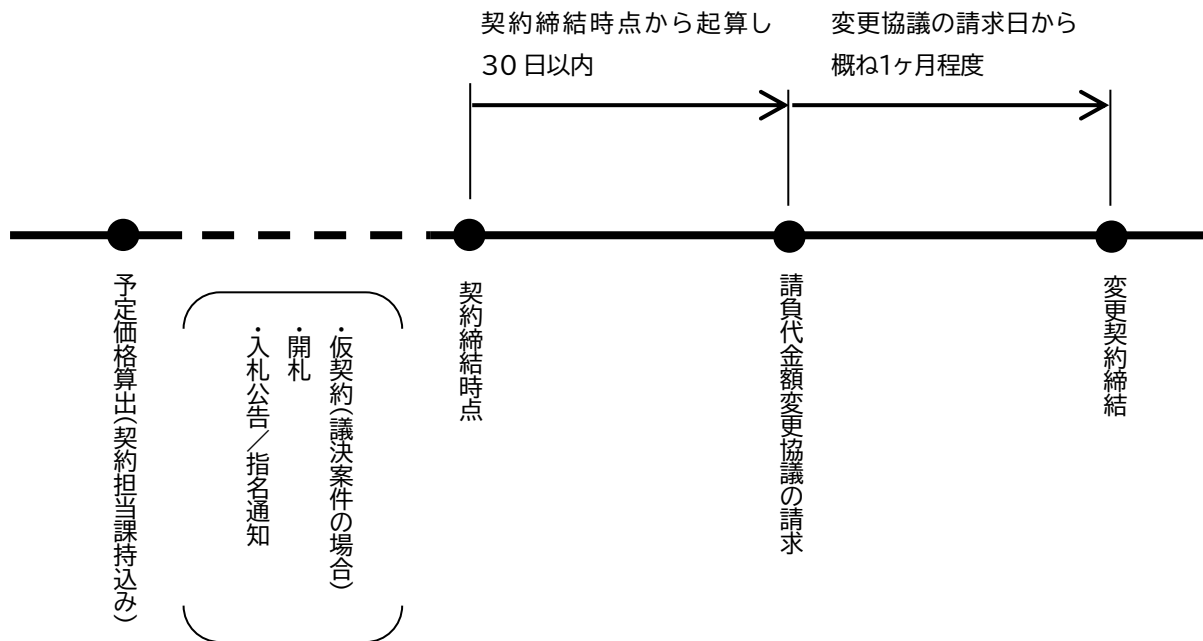 契約締結時点から起算し
30 日以内
変更協議の請求日から
概ね1ヶ月程度
予定価格算出(契約担当課持込み)
・仮契約(議決案件の場合)
・開札
・入札公告／指名通知
契約締結時点
請負代金額変更協議の請求
変更契約締結